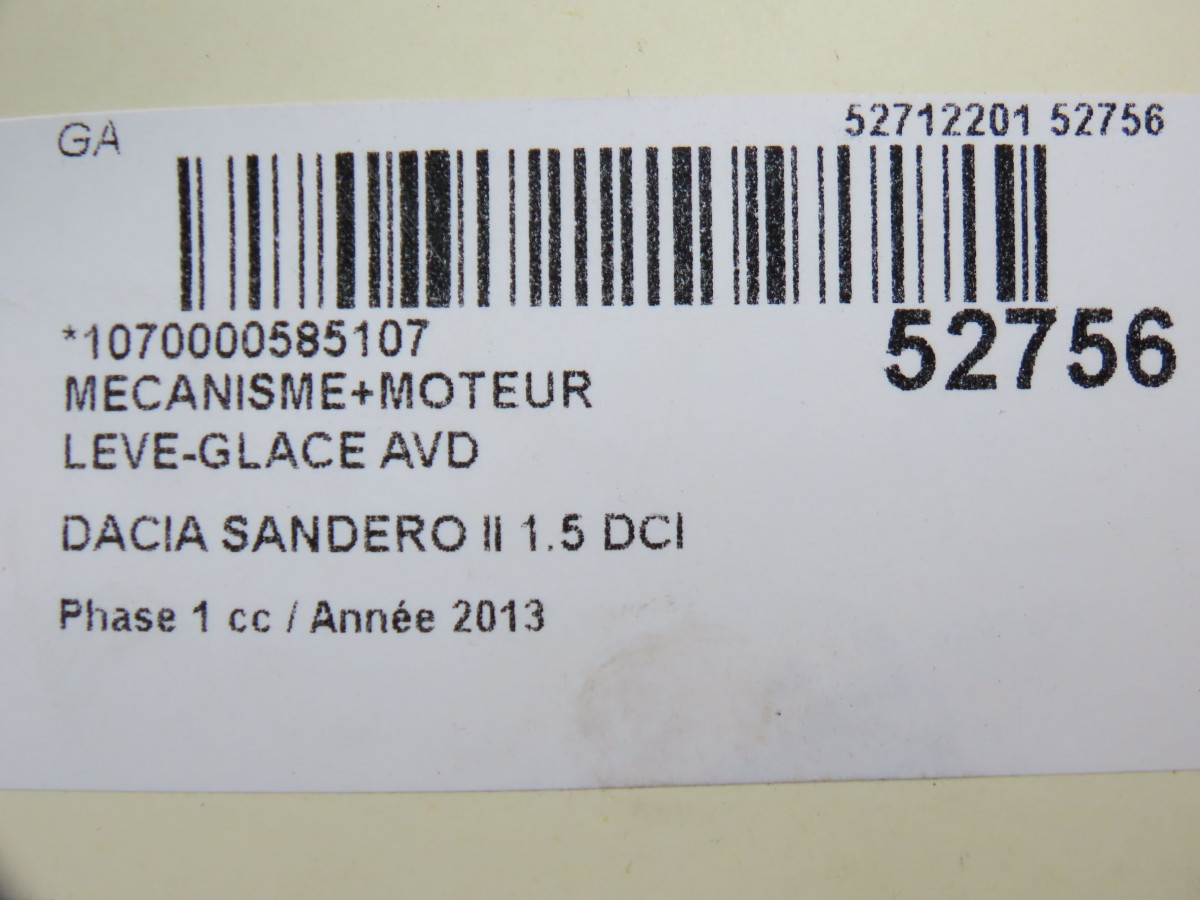 GA
52712201 52756
*1070000585107
52756
MECANISME+MOTEUR
LEVE-GLACE AVD
DACIA SANDERO II 1.5 DCI
Phase 1 cc / Année 2013